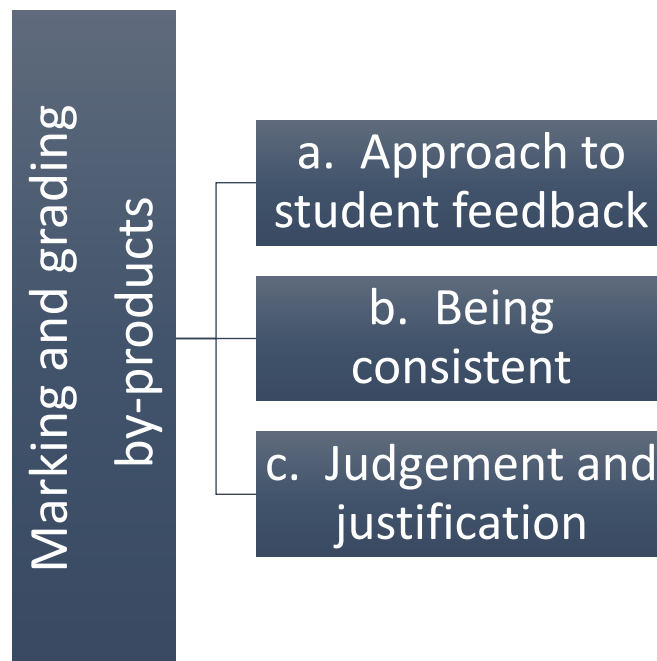 Marking and grading
by-products
a. Approach to
student feedback
b. Being
consistent
c. Judgement and
justification